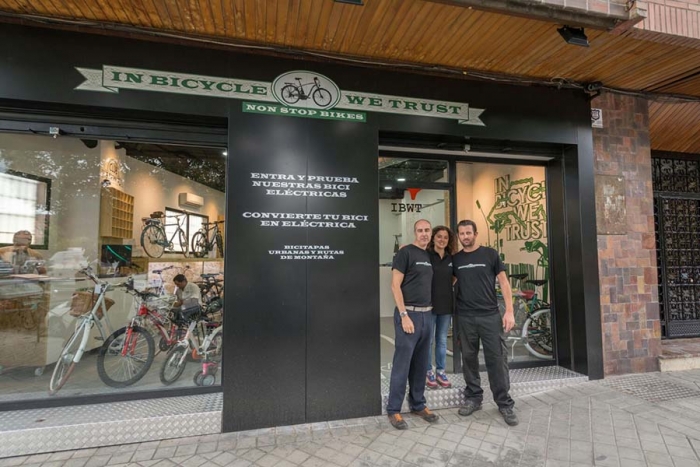 IN BICYCLE WE TRUST
NON STOP BIKES
ENTRA Y PRUEBA
NUESTRAS BICI
ELÉCTRICAS
CONVIERTE TU BICI
EN ELÉCTRICA
BICITAPAS
URBANAS Y RUTAS
DE MONTAÑA
IBWT
IN
BICYCLE
WE
TRUST